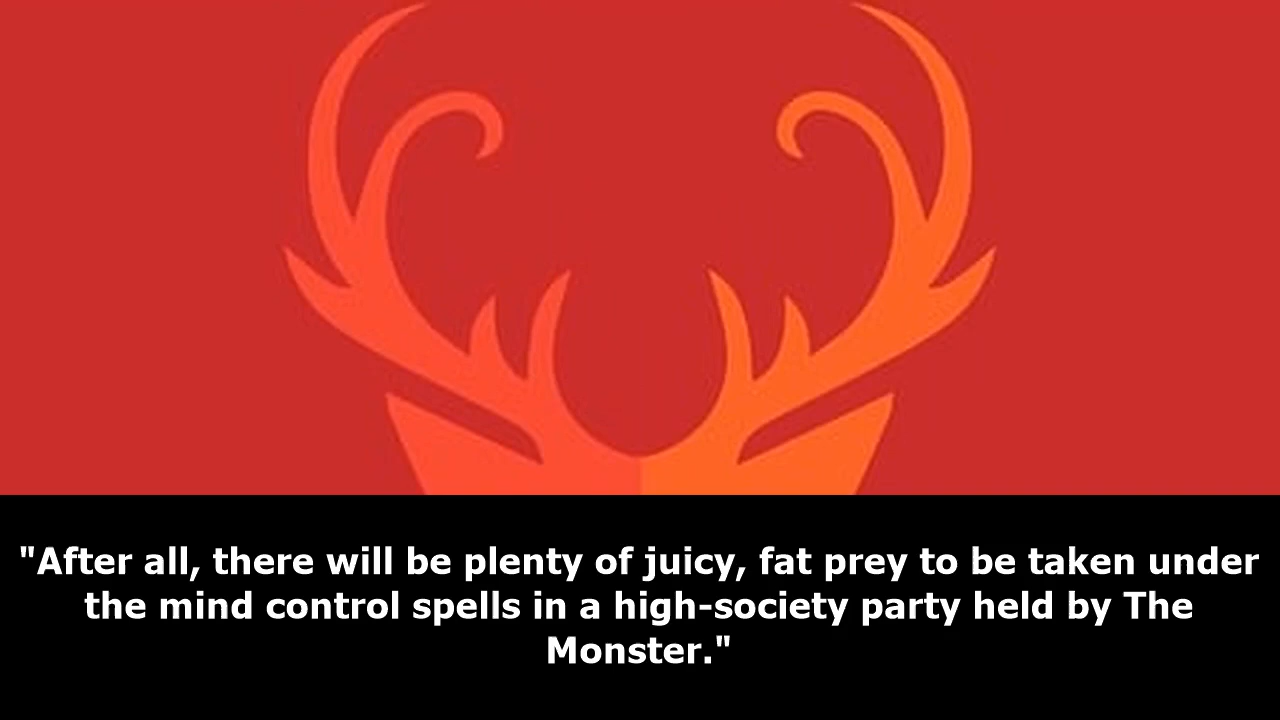 "After all, there will be plenty of juicy, fat prey to be taken under
the mind control spells in a high-society party held by The
Monster."